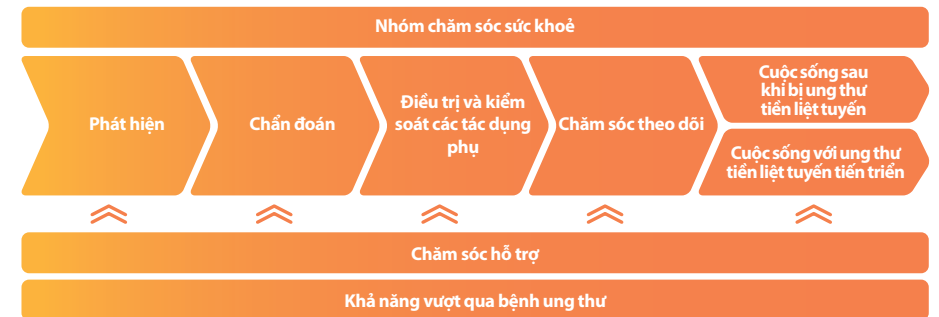 Nhóm chăm sóc sức khoẻ
Phát hiện
Chẩn đoán
Điều trị và kiểm
soát các tác dụng
phụ
Chăm sóc theo dõi
Cuộc sống sau
khi bị ung thư
tiền liệt tuyến
Cuộc sống với ung thư
tiền liệt tuyến tiến triển
Chăm sóc hỗ trợ
Khả năng vượt qua bệnh ung thư